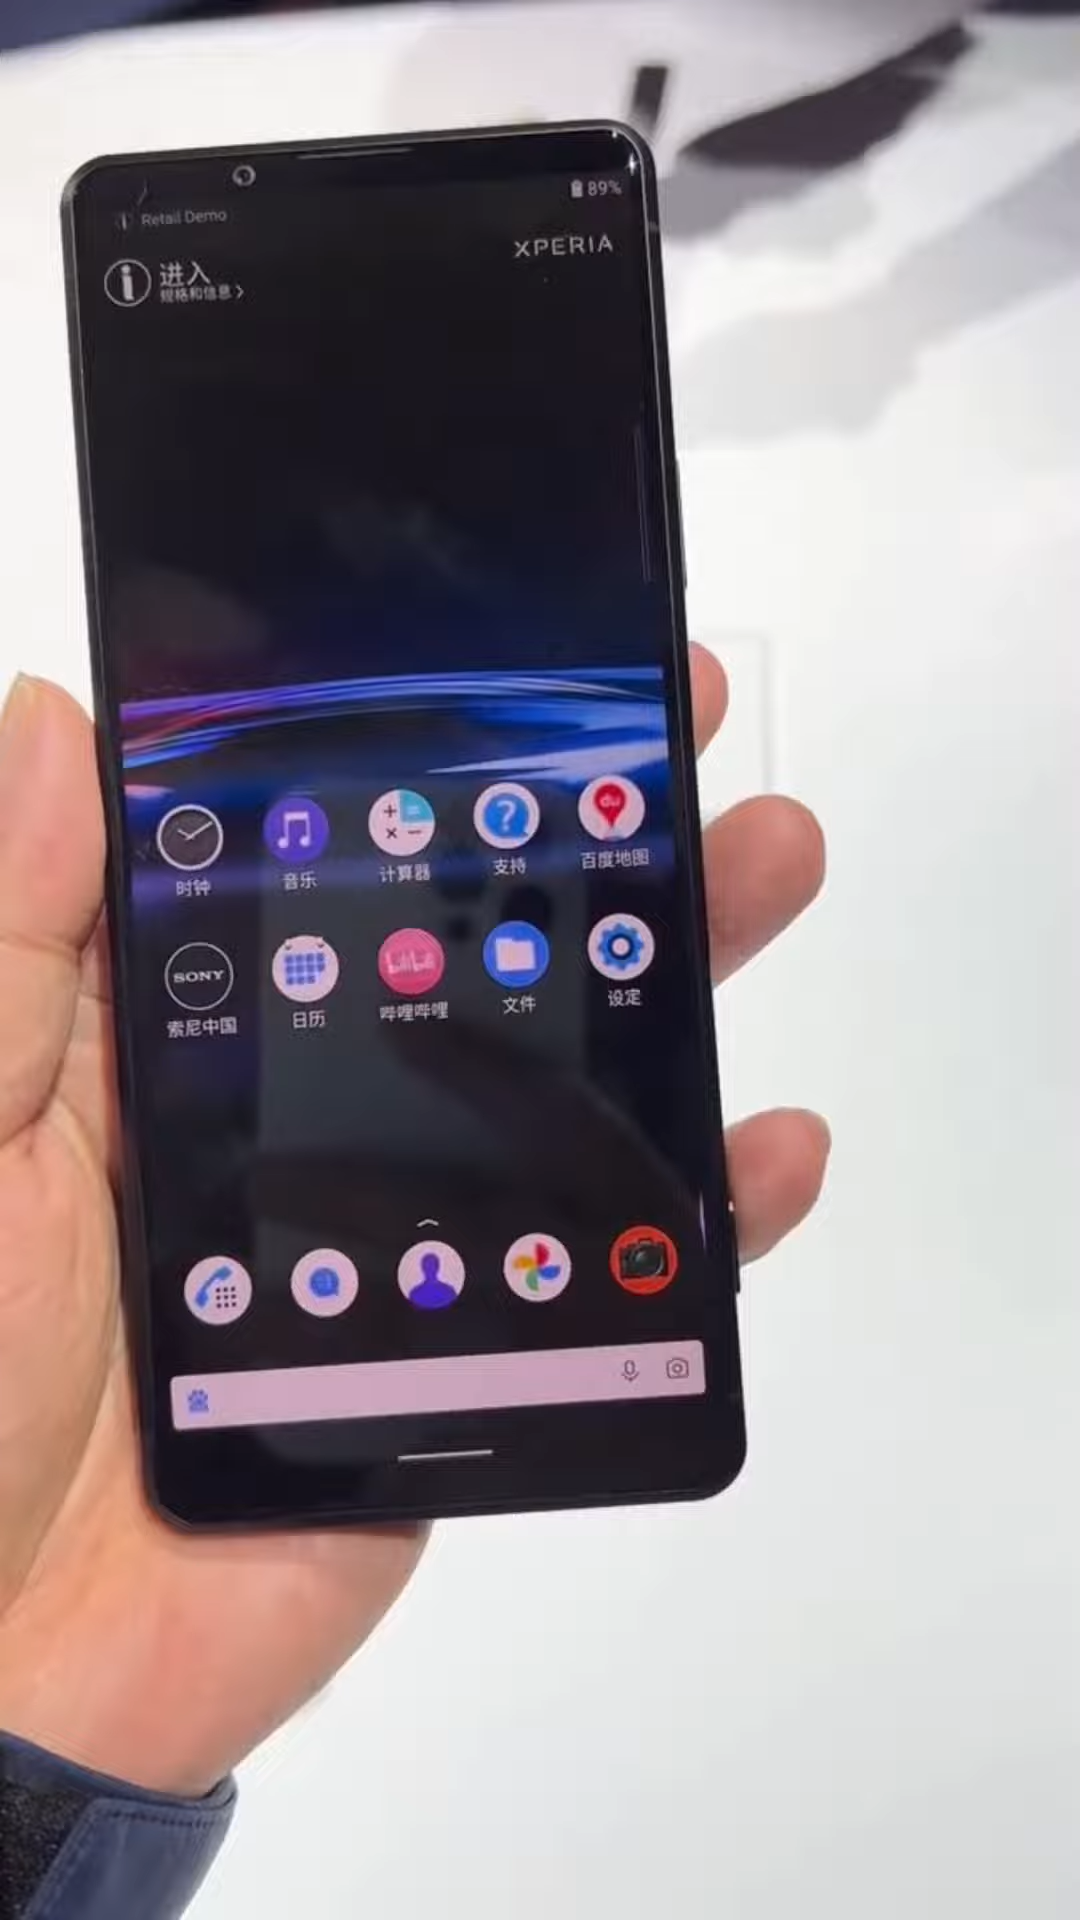 89%
Retail Demo
XPERIA
进入
规格和信息 >
时钟
音乐
计算器
支持
du
百度地图
SONY
索尼中国
日历
bilibili
哔哩哔哩
文件
设定